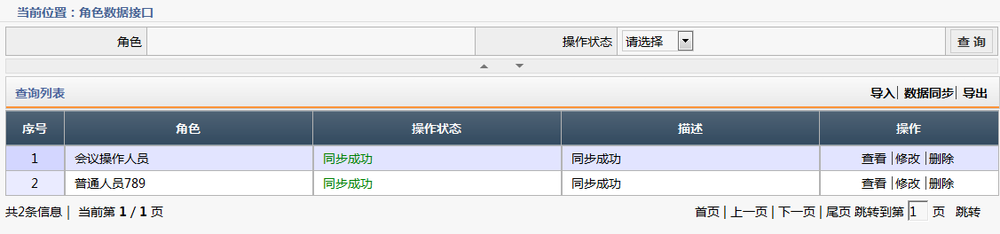 当前位置：角色数据接口
角色 操作状态 请选择 查 询
查询列表 导入| 数据同步| 导出
序号 角色 操作状态 描述 操作
1 会议操作人员 同步成功 同步成功 查看 |修改 |删除
2 普通人员789 同步成功 同步成功 查看 |修改 |删除
共2条信息 | 当前第 1 / 1 页 首页 | 上一页 | 下一页 | 尾页 跳转到第 1 页 跳转